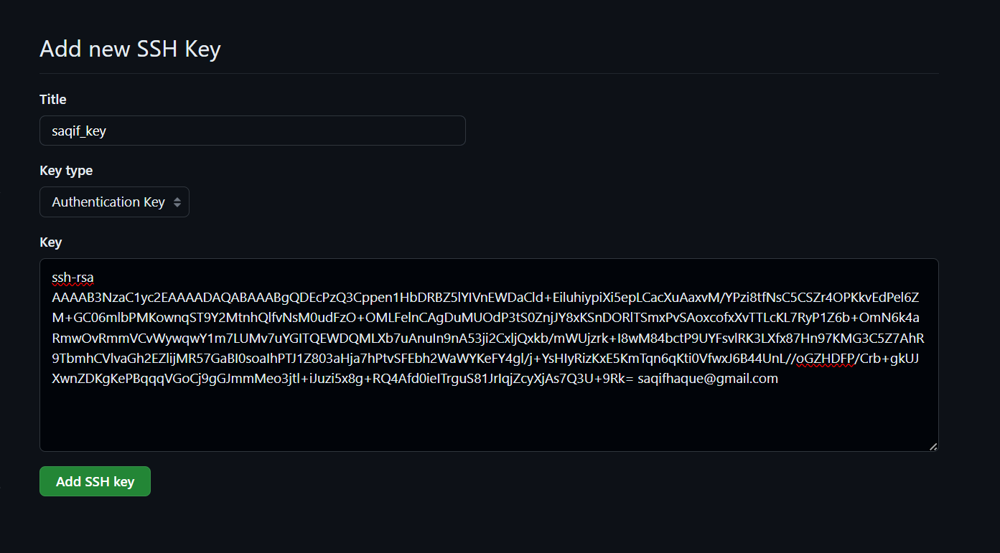 Add new SSH Key
Title
saqif_key
Key type
Authentication Key
Key
ssh-rsa
AAAAB3NzaC1yc2EAAAADAQABAAABgQDEcPzQ3Cppen1HbDRBZ5lYIVnEWDaCld+EiluhiypiXi5epLCacXuAaxvM/YPzi8tfNsC5CSZr4OPKkvEdPel6Z
M+GC06mlbPMKownqST9Y2MtnhQlfvNsM0udFzO+OMLFelnCAgDuMUOdP3tS0ZnjJY8xKSnDORlTSmxPvSAoxcofxXvTTLcKL7RyP1Z6b+OmN6k4a
RmwOvRmmVCvWywqwY1m7LUMv7uYGITQEWDQMLXb7uAnuIn9nA53ji2CxljQxkb/mWUjzrk+I8wM84bctP9UYFsvlRK3LXfx87Hn97KMG3C5Z7AhR
9TbmhCVlvaGh2EZlijMR57GaBI0soaIhPTJ1Z803aHja7hPtvSFEbh2WaWYKeFY4gl/j+YsHIyRizKxE5KmTqn6qKti0VfwxJ6B44UnL//oGZHDFP/Crb+gkUJ
XwnZDKgKePBqqqVGoCj9gGJmmMeo3jtl+iJuzi5x8g+RQ4Afd0ieITrguS81JrIqjZcyXjAs7Q3U+9Rk= saqifhaque@gmail.com
Add SSH key